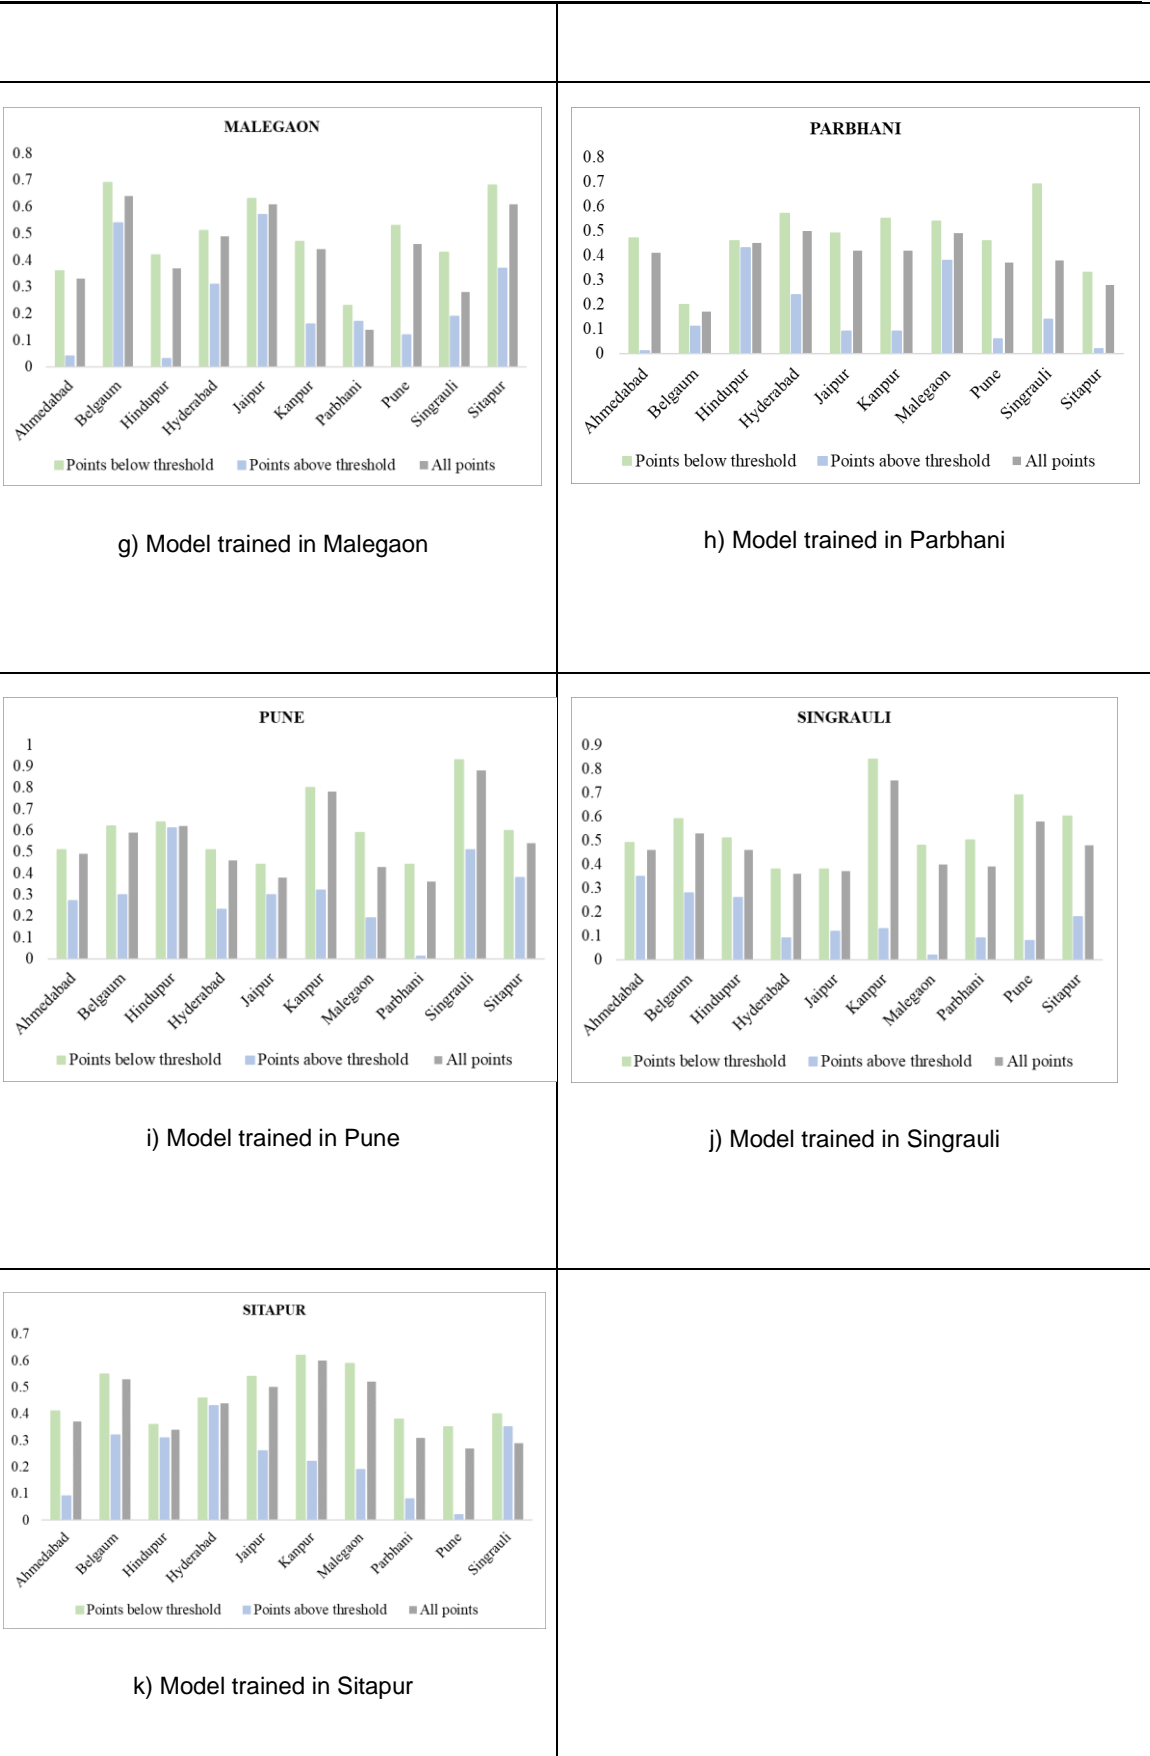 MALEGAON
0.8
0.7
0.6
0.5
0.4
0.3
0.2
0.1
0
Ahmedabad
Belgaum
Hindupur
Hyderabad
Jaipur
Kanpur
Parbhani
Pune
Singrauli
Sitapur
Points below threshold Points above threshold All points
g) Model trained in Malegaon
PARBHANI
0.8
0.7
0.6
0.5
0.4
0.3
0.2
0.1
0
Ahmedabad
Belgaum
Hindupur
Hyderabad
Jaipur
Kanpur
Malegaon
Pune
Singrauli
Sitapur
Points below threshold Points above threshold All points
h) Model trained in Parbhani
PUNE
1
0.9
0.8
0.7
0.6
0.5
0.4
0.3
0.2
0.1
0
Ahmedabad
Belgaum
Hindupur
Hyderabad
Jaipur
Kanpur
Malegaon
Parbhani
Singrauli
Sitapur
Points below threshold Points above threshold All points
i) Model trained in Pune
SINGRAULI
0.9
0.8
0.7
0.6
0.5
0.4
0.3
0.2
0.1
0
Ahmedabad
Belgaum
Hindupur
Hyderabad
Jaipur
Kanpur
Malegaon
Parbhani
Pune
Sitapur
Points below threshold Points above threshold All points
j) Model trained in Singrauli
SITAPUR
0.7
0.6
0.5
0.4
0.3
0.2
0.1
0
Ahmedabad
Belgaum
Hindupur
Hyderabad
Jaipur
Kanpur
Malegaon
Parbhani
Pune
Singrauli
Points below threshold Points above threshold All points
k) Model trained in Sitapur